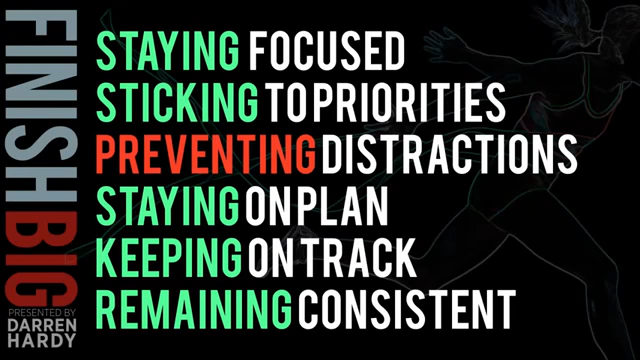 FINISH BIG
PRESENTED BY
DARREN
HARDY
STAYING FOCUSED
STICKING TO PRIORITIES
PREVENTING DISTRACTIONS
STAYING ON PLAN
KEEPING ON TRACK
REMAINING CONSISTENT